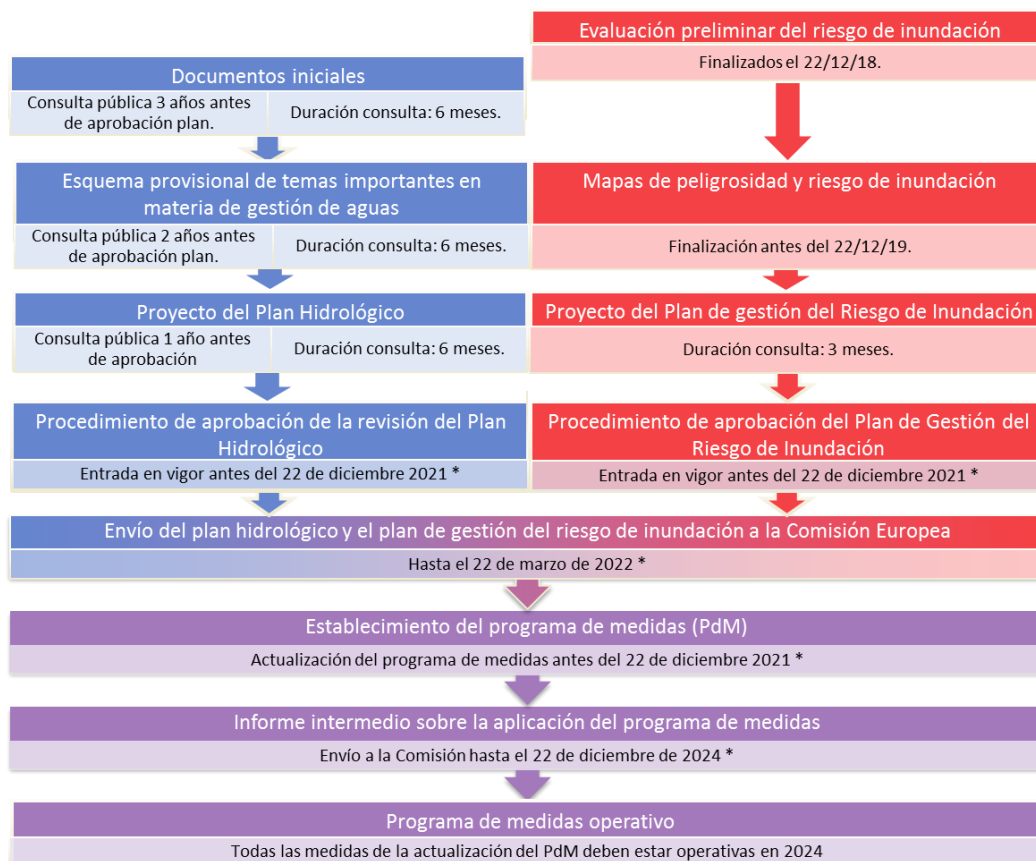 Evaluación preliminar del riesgo de inundación
Finalizados el 22/12/18.
Documentos iniciales
Consulta pública 3 años antes
de aprobación plan.
Duración consulta: 6 meses.
Esquema provisional de temas importantes en
materia de gestión de aguas
Consulta pública 2 años antes
de aprobación plan.
Duración consulta: 6 meses.
Mapas de peligrosidad y riesgo de inundación
Finalización antes del 22/12/19.
Proyecto del Plan Hidrológico
Consulta pública 1 año antes
de aprobación
Duración consulta: 6 meses.
Proyecto del Plan de gestión del Riesgo de Inundación
Duración consulta: 3 meses.
Procedimiento de aprobación de la revisión del Plan
Hidrológico
Entrada en vigor antes del 22 de diciembre 2021 *
Procedimiento de aprobación del Plan de Gestión del
Riesgo de Inundación
Entrada en vigor antes del 22 de diciembre 2021 *
Envío del plan hidrológico y el plan de gestión del riesgo de inundación a la Comisión Europea
Hasta el 22 de marzo de 2022 *
Establecimiento del programa de medidas (PdM)
Actualización del programa de medidas antes del 22 de diciembre 2021 *
Informe intermedio sobre la aplicación del programa de medidas
Envío a la Comisión hasta el 22 de diciembre de 2024 *
Programa de medidas operativo
Todas las medidas de la actualización del PdM deben estar operativas en 2024